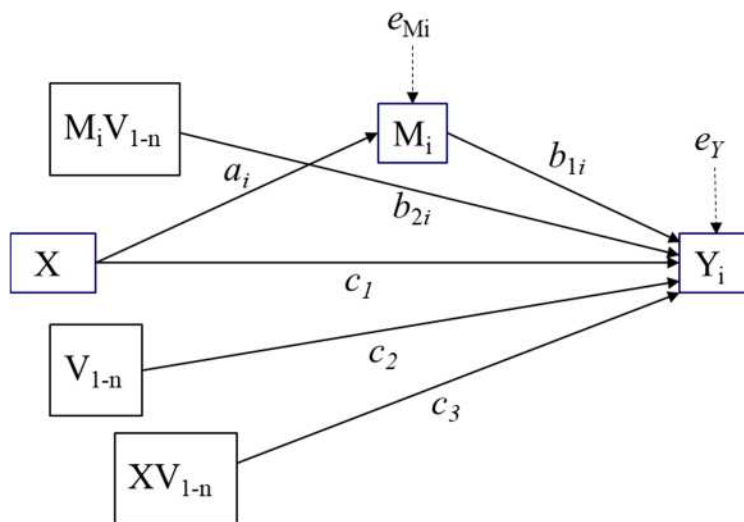 e_Mi
M_iV_1-n
M_i
a_i
b_1i
e_Y
b_2i
X
c_1
Y_i
V_1-n
c_2
c_3
XV_1-n